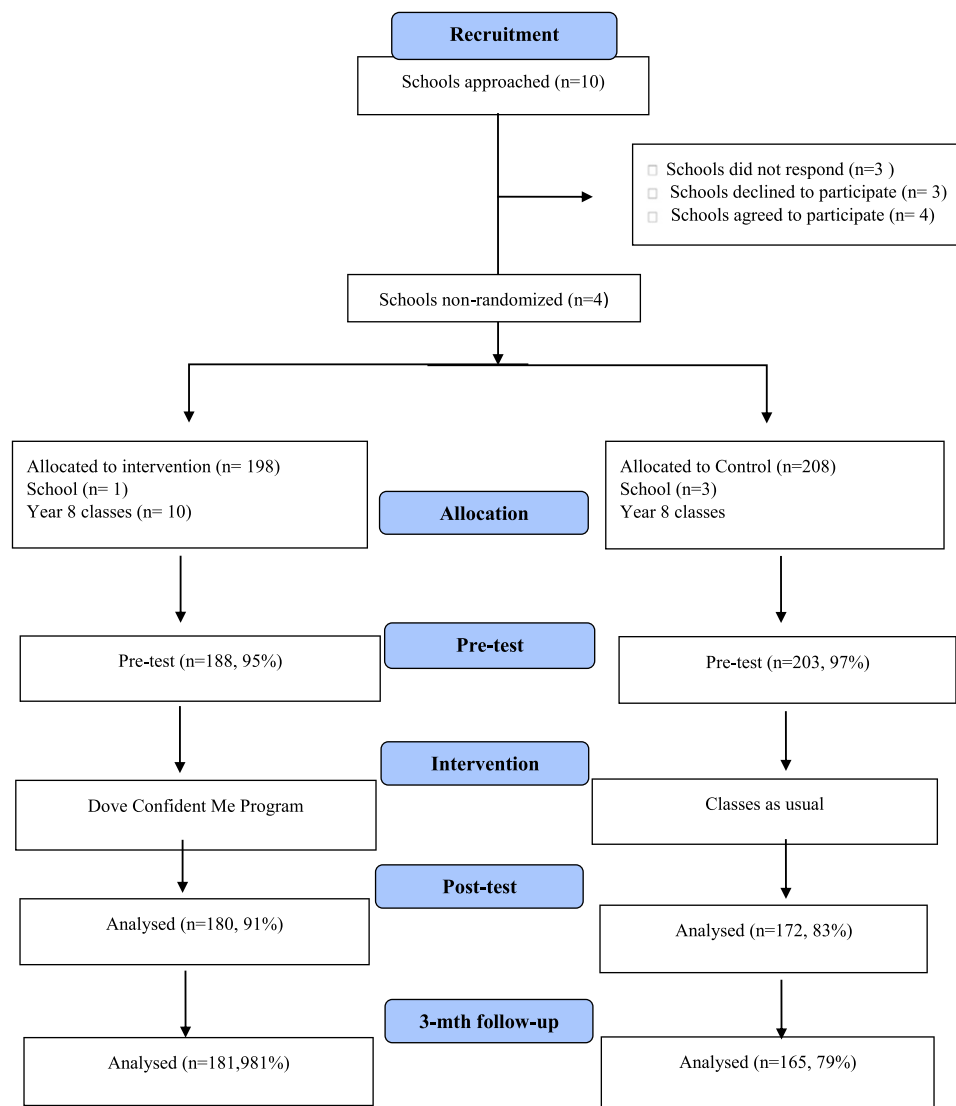 Recruitment
Schools approached (n=10)
Schools did not respond (n=3 )
Schools declined to participate (n= 3)
Schools agreed to participate (n= 4)
Schools non-randomized (n=4)
Allocated to intervention (n= 198)
School (n= 1)
Year 8 classes (n= 10)
Allocated to Control (n=208)
School (n=3)
Year 8 classes
Allocation
Pre-test (n=188, 95%)
Pre-test
Pre-test (n=203, 97%)
Intervention
Dove Confident Me Program
Classes as usual
Post-test
Analysed (n=180, 91%)
Analysed (n=172, 83%)
3-mth follow-up
Analysed (n=181,981%)
Analysed (n=165, 79%)